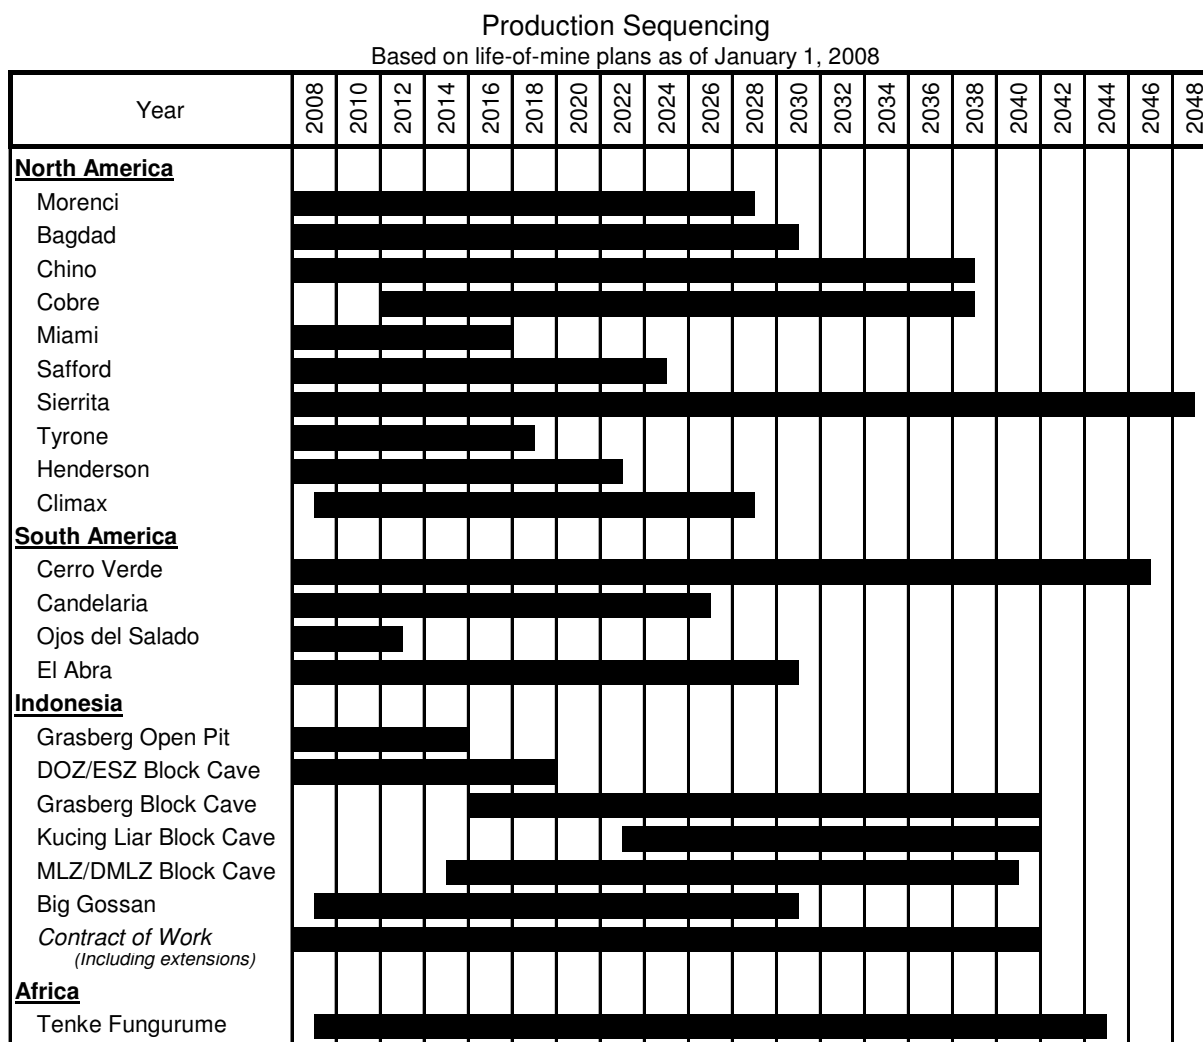 Production Sequencing
Based on life-of-mine plans as of January 1, 2008
Year 2008 2010 2012 2014 2016 2018 2020 2022 2024 2026 2028 2030 2032 2034 2036 2038 2040 2042 2044 2046 2048
North America
Morenci
Bagdad
Chino
Cobre
Miami
Safford
Sierrita
Tyrone
Henderson
Climax
South America
Cerro Verde
Candelaria
Ojos del Salado
El Abra
Indonesia
Grasberg Open Pit
DOZ/ESZ Block Cave
Grasberg Block Cave
Kucing Liar Block Cave
MLZ/DMLZ Block Cave
Big Gossan
Contract of Work
(Including extensions)
Africa
Tenke Fungurume